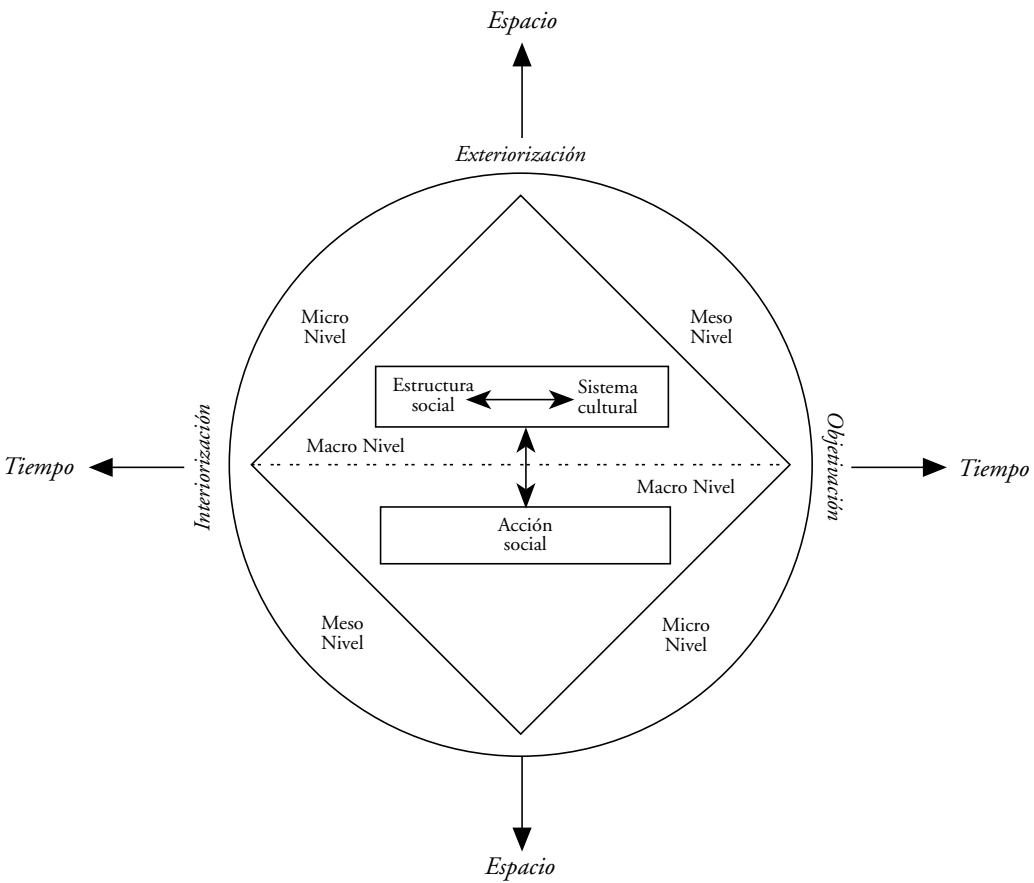 Espacio
Exteriorización
Micro
Nivel
Meso
Nivel
Estructura
social
Sistema
cultural
Interiorización
Objetivación
Macro Nivel
Tiempo
Tiempo
Macro Nivel
Acción
social
Meso
Nivel
Micro
Nivel
Espacio